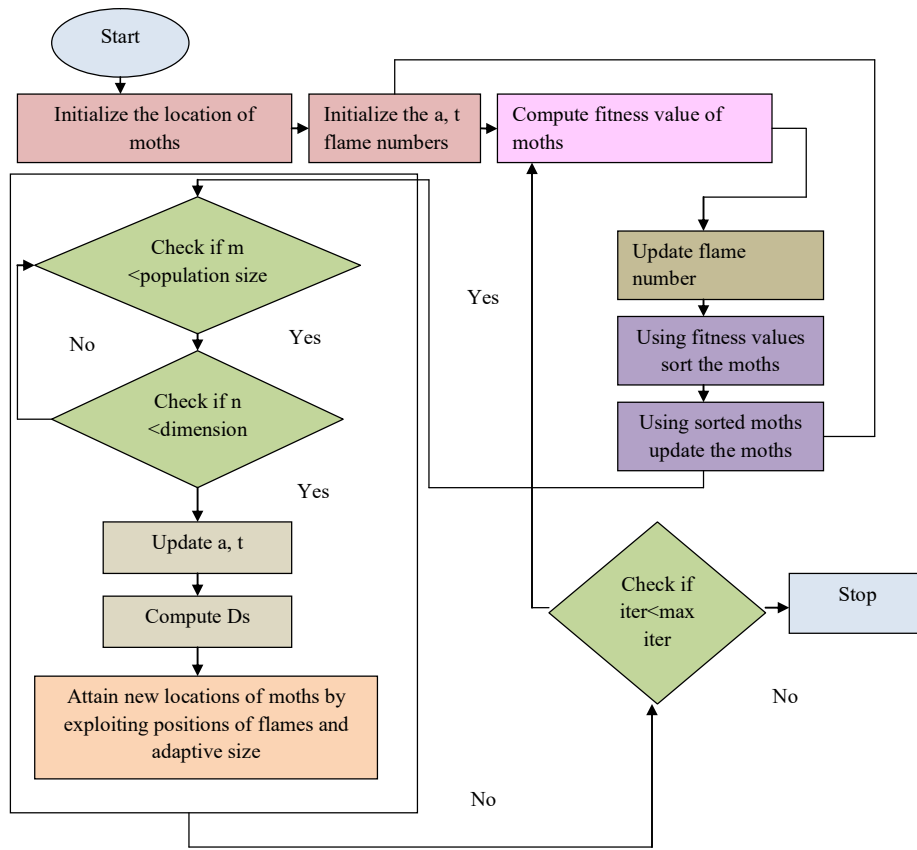 Start
Initialize the location of
moths
Initialize the a, t
flame numbers
Compute fitness value of
moths
Check if m
<population size
Yes
No
Check if n
<dimension
Yes
Update a, t
Compute Ds
Attain new locations of moths by
exploiting positions of flames and
adaptive size
Update flame
number
Using fitness values
sort the moths
Using sorted moths
update the moths
Yes
Check if
iter<max
iter
Stop
No
No